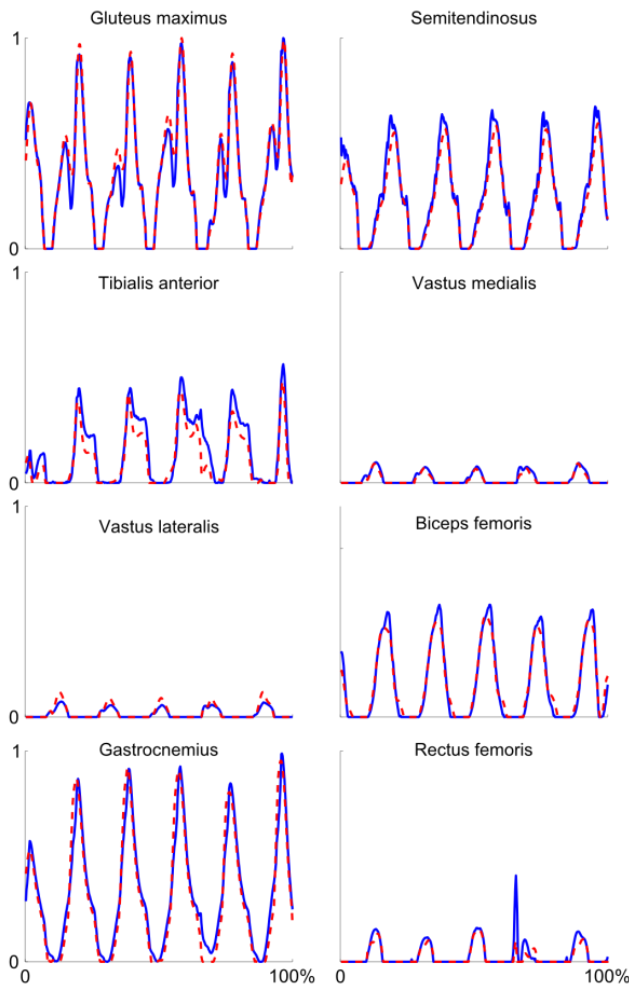 Gluteus maximus
Semitendinosus
1
0
Tibialis anterior
Vastus medialis
1
0
Vastus lateralis
Biceps femoris
1
0
Gastrocnemius
Rectus femoris
1
0
0
100%
0
100%